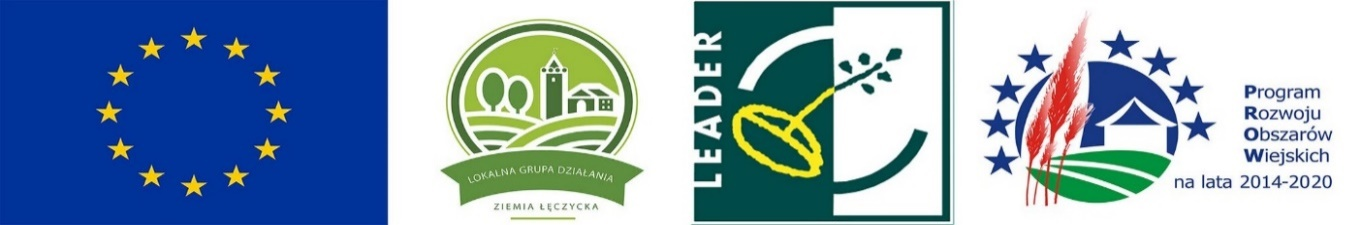 LOKALNA GRUPA DZIAŁANIA
ZIEMIA ŁĘCZYCKA
LEADER
Program
Rozwoju
Obszarów
Wiejskich
na lata 2014-2020